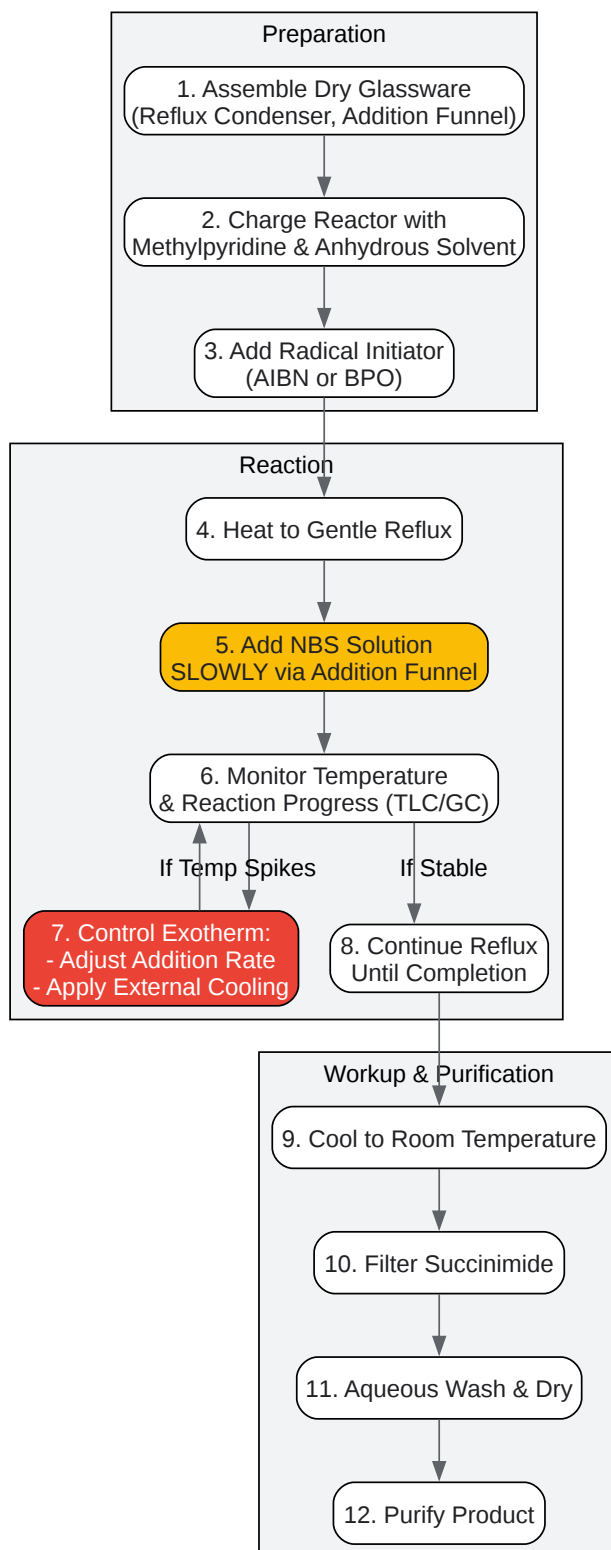 Preparation
1. Assemble Dry Glassware
(Reflux Condenser, Addition Funnel)
2. Charge Reactor with
Methylpyridine & Anhydrous Solvent
3. Add Radical Initiator
(AIBN or BPO)
Reaction
4. Heat to Gentle Reflux
5. Add NBS Solution
SLOWLY via Addition Funnel
6. Monitor Temperature
& Reaction Progress (TLC/GC)
If Temp Spikes
If Stable
7. Control Exotherm:
- Adjust Addition Rate
- Apply External Cooling
8. Continue Reflux
Until Completion
Workup & Purification
9. Cool to Room Temperature
10. Filter Succinimide
11. Aqueous Wash & Dry
12. Purify Product